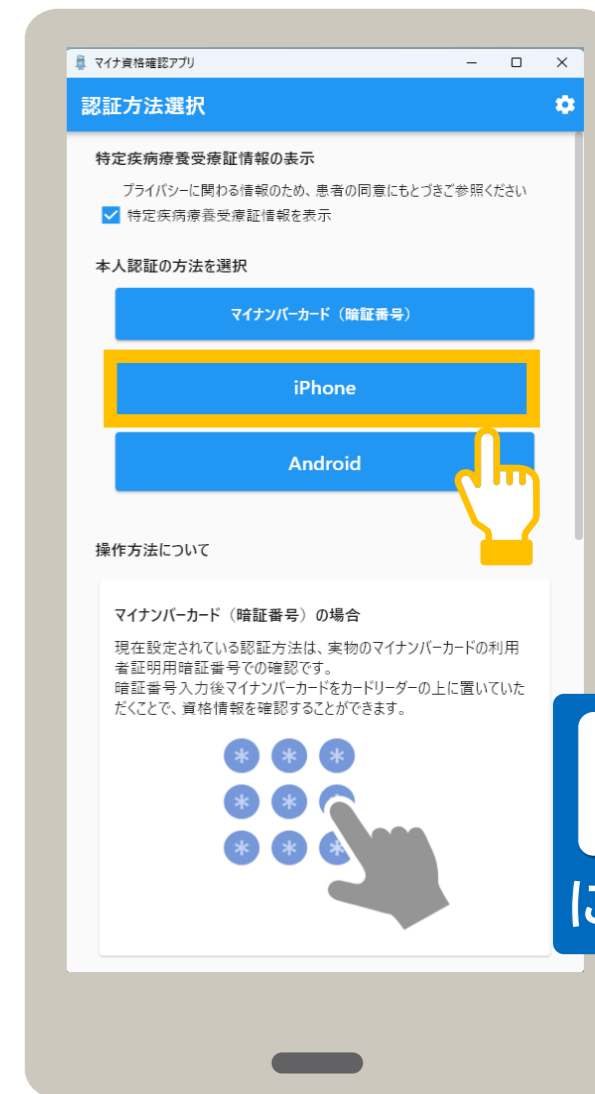 マイナ資格確認アプリ
認証方法選択
特定疾病療養受療証情報の表示
プライバシーに関わる情報のため、患者の同意にもとづきご参照ください
特定疾病療養受療証情報を表示
本人認証の方法を選択
マイナンバーカード（暗証番号）
iPhone
Android
操作方法について
マイナンバーカード（暗証番号）の場合
現在設定されている認証方法は、実物のマイナンバーカードの利用
者証明用暗証番号での確認です。
暗証番号入力後マイナンバーカードをカードリーダーの上に置いていた
だくことで、資格情報を確認することができます。